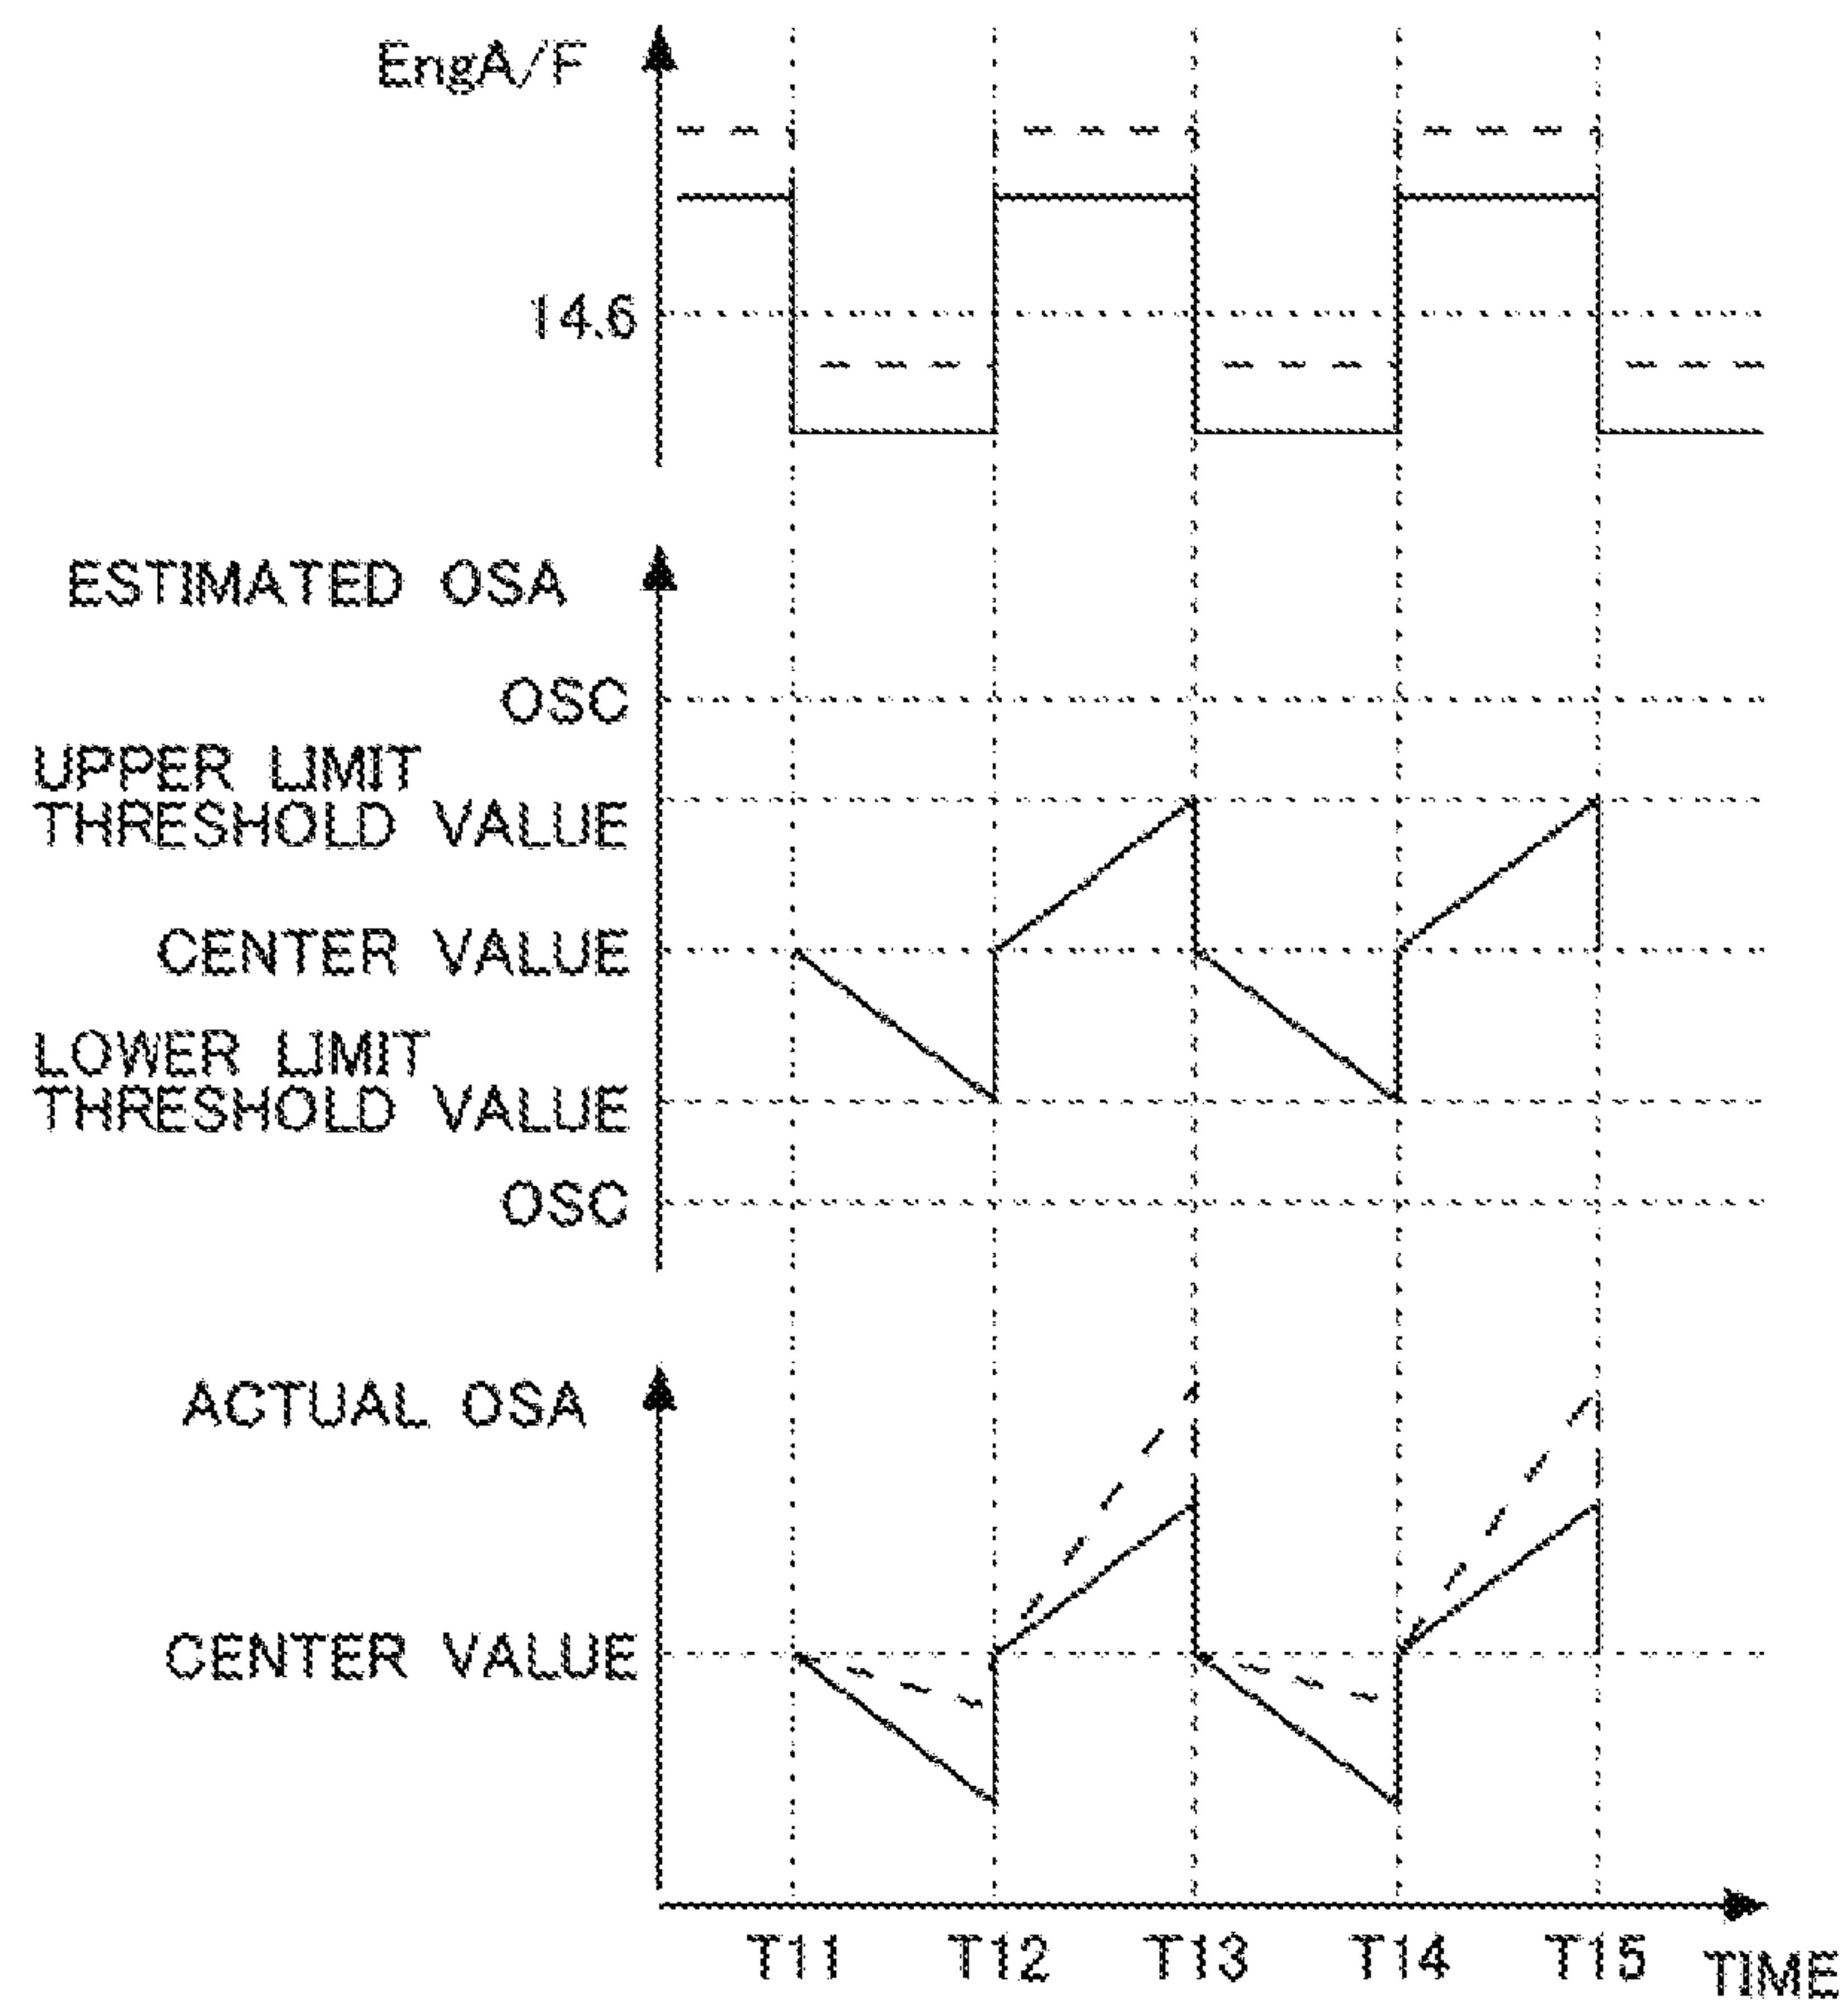 EngA/F
14.6
ESTIMATED OSA
OSC
UPPER LIMIT
THRESHOLD VALUE
CENTER VALUE
LOWER LIMIT
THRESHOLD VALUE
OSC
ACTUAL OSA
CENTER VALUE
T11 T12 T13 T14 T15 TIME